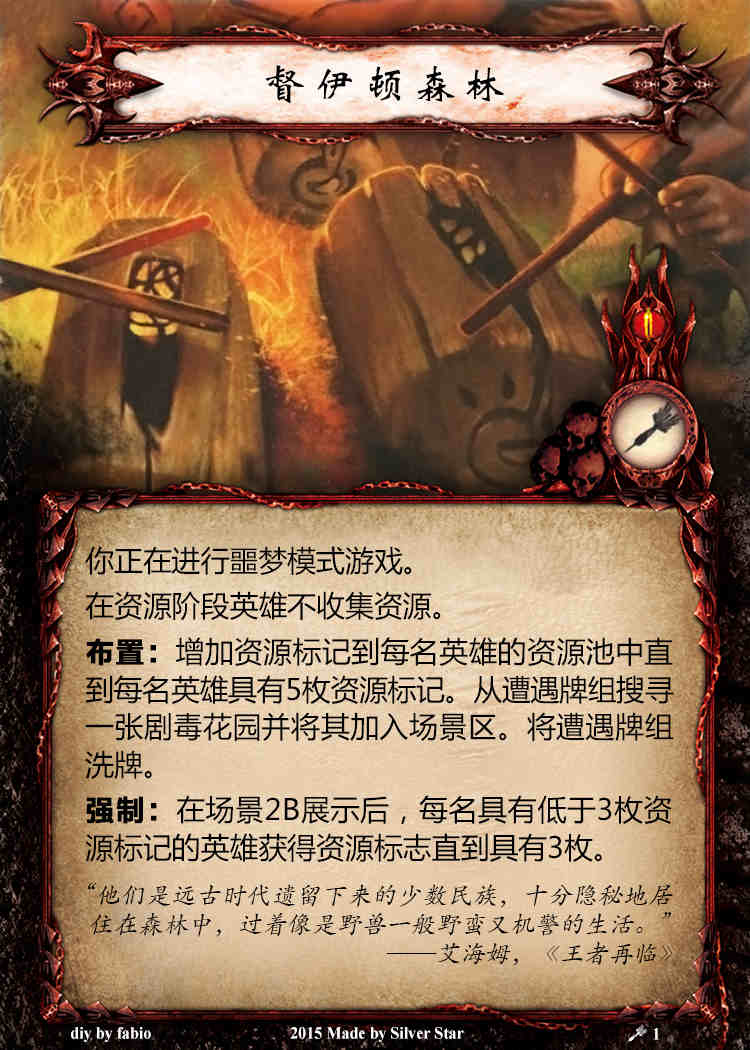 督伊顿森林
你正在进行噩梦模式游戏。
在资源阶段英雄不收集资源。
布置：增加资源标记到每名英雄的资源池中直
到每名英雄具有5枚资源标记。从遭遇牌组搜寻
一张剧毒花园并将其加入场景区。将遭遇牌组
洗牌。
强制：在场景2B展示后，每名具有低于3枚资
源标记的英雄获得资源标志直到具有3枚。
“他们是远古时代遗留下来的少数民族，十分隐秘地居
住在森林中，过着像是野兽一般野蛮又机警的生活。”
——艾海姆，《王者再临》
diy by fabio
2015 Made by Silver Star
1